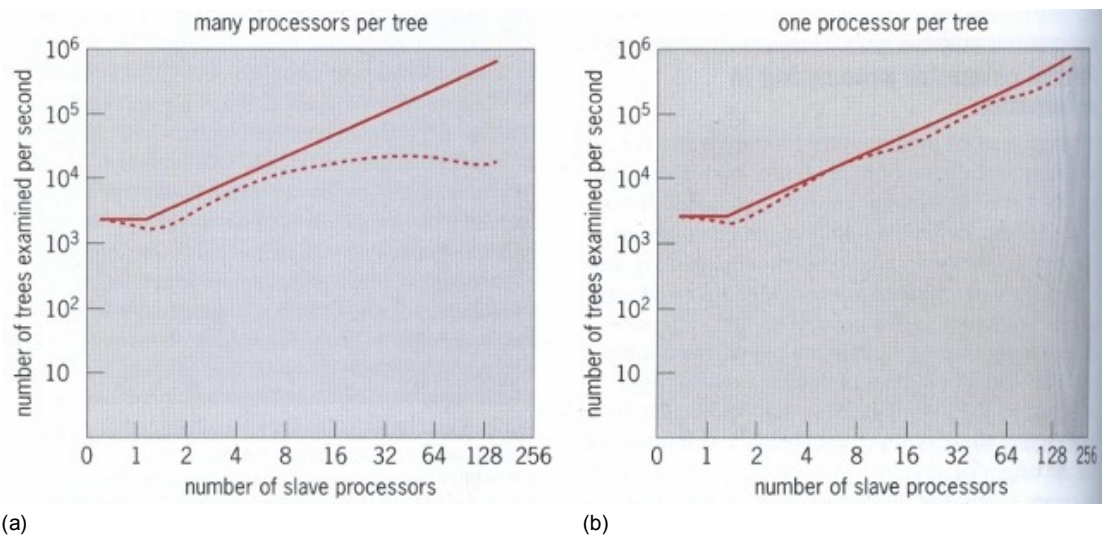 many processors per tree
10⁶
10⁵
10⁴
10³
10²
10
number of trees examined per second
0 1 2 4 8 16 32 64 128 256
number of slave processors
(a)
one processor per tree
10⁶
10⁵
10⁴
10³
10²
10
number of trees examined per second
0 1 2 4 8 16 32 64 128 256
number of slave processors
(b)